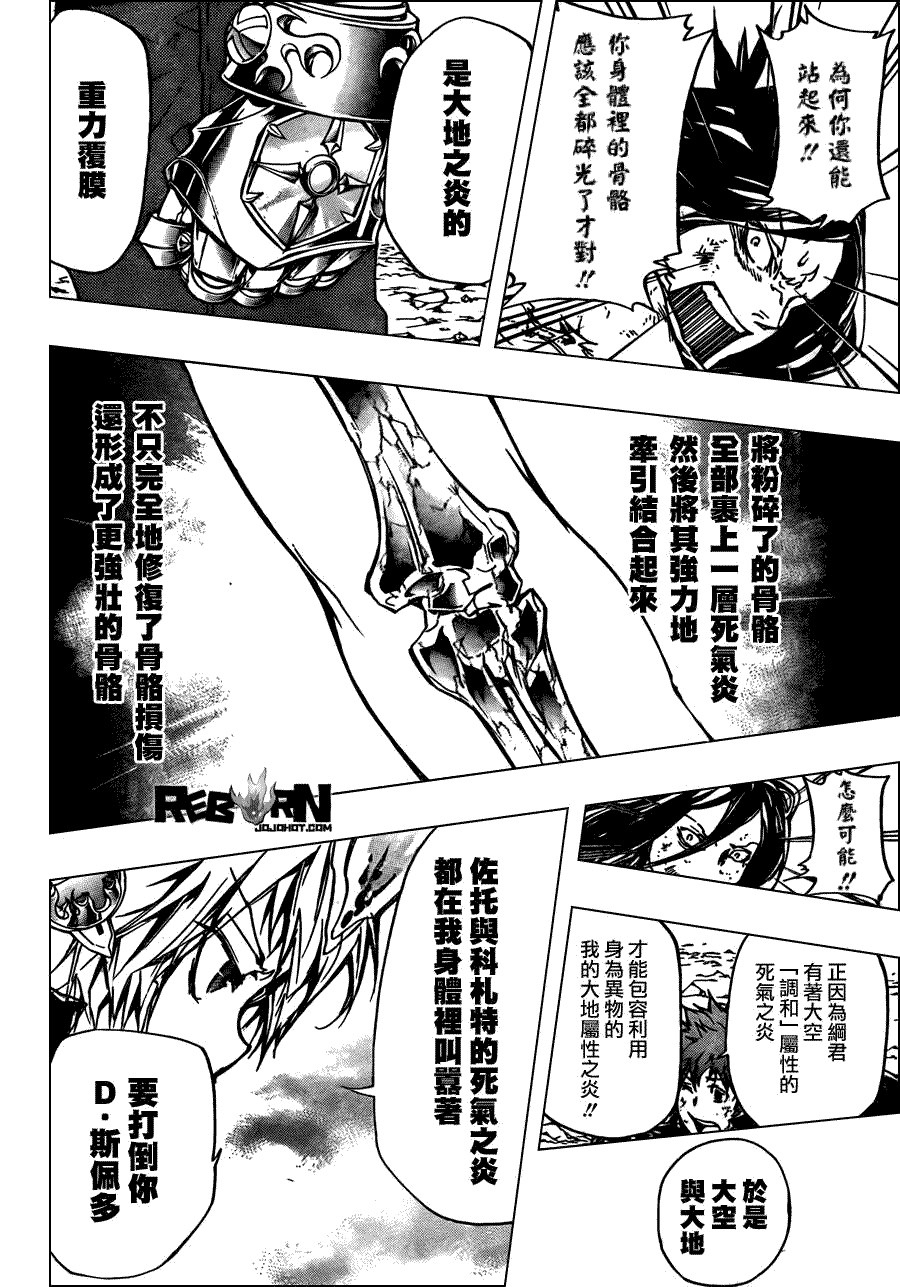 為何你還能
站起來!!
你身體裡的骨骼
應該全都碎光了才對!!
是大地之炎的
重力覆膜
將粉碎了的骨骼
全部裹上一層死氣炎
然後將其強力地
牽引結合起來
不只完全地修復了骨骼損傷
還形成了更強壯的骨骼
怎麼可能!!
正因為綱君
有著大空
「調和」屬性的
死氣之炎
才能包容利用
身為異物的
我的大地屬性之炎!!
於是
大空
與大地
佐托與科札特的死氣之炎
都在我身體裡叫囂著
要打倒你
D·斯佩多
REBORN
JOJOHOT.COM